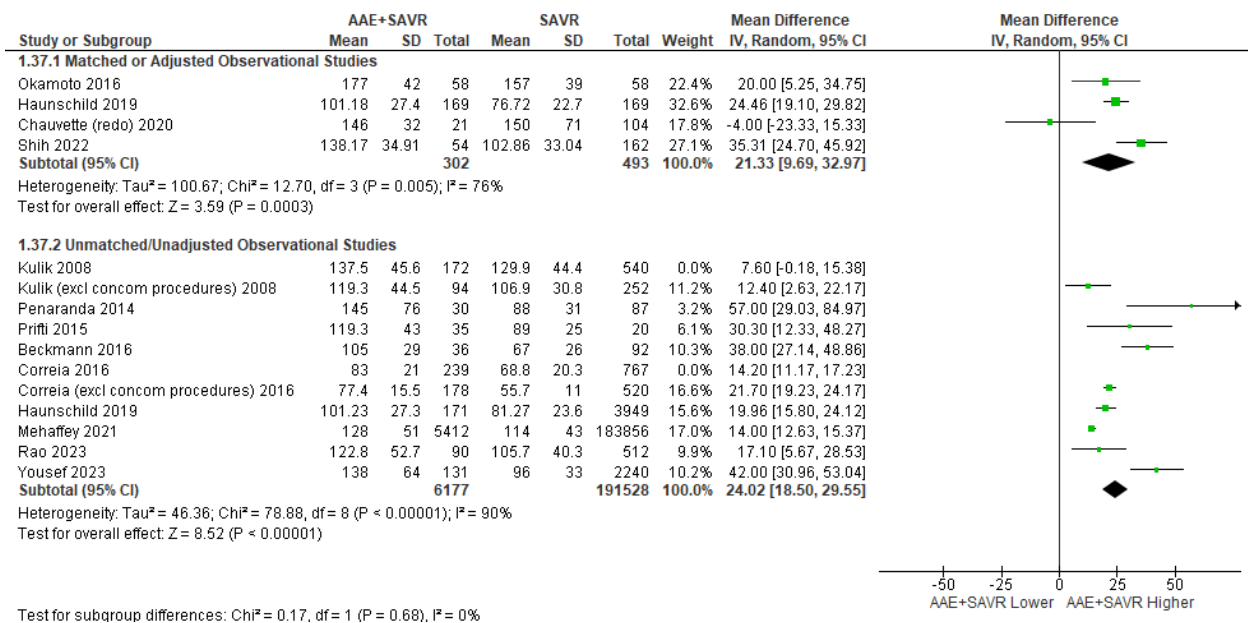 AAE+SAVR SAVR Mean Difference Mean Difference
Study or Subgroup Mean SD Total Mean SD Total Weight IV, Random, 95% CI IV, Random, 95% CI
1.37.1 Matched or Adjusted Observational Studies
Okamoto 2016 177 42 58 157 39 58 22.4% 20.00 [5.25, 34.75]
Haunschild 2019 101.18 27.4 169 76.72 22.7 169 32.6% 24.46 [19.10, 29.82]
Chauvette (redo) 2020 146 32 21 150 71 104 17.8% -4.00 [-23.33, 15.33]
Shih 2022 138.17 34.91 54 102.86 33.04 162 27.1% 35.31 [24.70, 45.92]
Subtotal (95% CI) 302 493 100.0% 21.33 [9.69, 32.97]
Heterogeneity: Tau² = 100.67; Chi² = 12.70, df = 3 (P = 0.005); I² = 76%
Test for overall effect: Z = 3.59 (P = 0.0003)
1.37.2 Unmatched/Unadjusted Observational Studies
Kulik 2008 137.5 45.6 172 129.9 44.4 540 0.0% 7.60 [-0.18, 15.38]
Kulik (excl concom procedures) 2008 119.3 44.5 94 106.9 30.8 252 11.2% 12.40 [2.63, 22.17]
Penaranda 2014 145 76 30 88 31 87 3.2% 57.00 [29.03, 84.97]
Prifti 2015 119.3 43 35 89 25 20 6.1% 30.30 [12.33, 48.27]
Beckmann 2016 105 29 36 67 26 92 10.3% 38.00 [27.14, 48.86]
Correia 2016 83 21 239 68.8 20.3 767 0.0% 14.20 [11.17, 17.23]
Correia (excl concom procedures) 2016 77.4 15.5 178 55.7 11 520 16.6% 21.70 [19.23, 24.17]
Haunschild 2019 101.23 27.3 171 81.27 23.6 3949 15.6% 19.96 [15.80, 24.12]
Mehaffey 2021 128 51 5412 114 43 183856 17.0% 14.00 [12.63, 15.37]
Rao 2023 122.8 52.7 90 105.7 40.3 512 9.9% 17.10 [5.67, 28.53]
Yousef 2023 138 64 131 96 33 2240 10.2% 42.00 [30.96, 53.04]
Subtotal (95% CI) 6177 191528 100.0% 24.02 [18.50, 29.55]
Heterogeneity: Tau² = 46.36; Chi² = 78.88, df = 8 (P < 0.00001); I² = 90%
Test for overall effect: Z = 8.52 (P < 0.00001)
-50 -25 0 25 50
AAE+SAVR Lower AAE+SAVR Higher
Test for subgroup differences: Chi² = 0.17, df = 1 (P = 0.68), I² = 0%